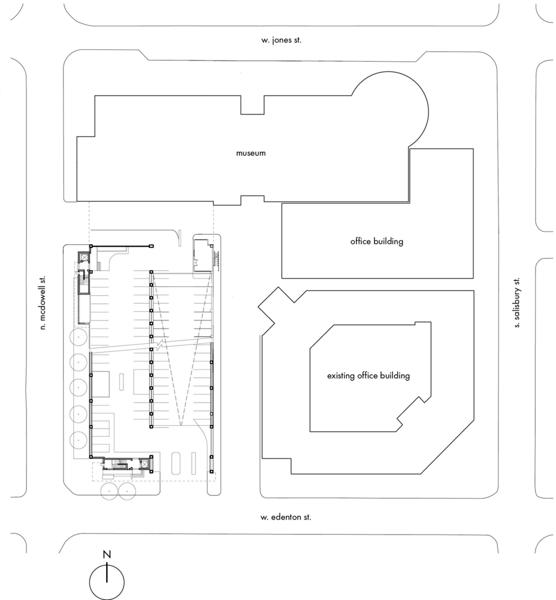 w. jones st.
museum
office building
n. mcdowell st.
s. salisbury st.
existing office building
w. edenton st.
N